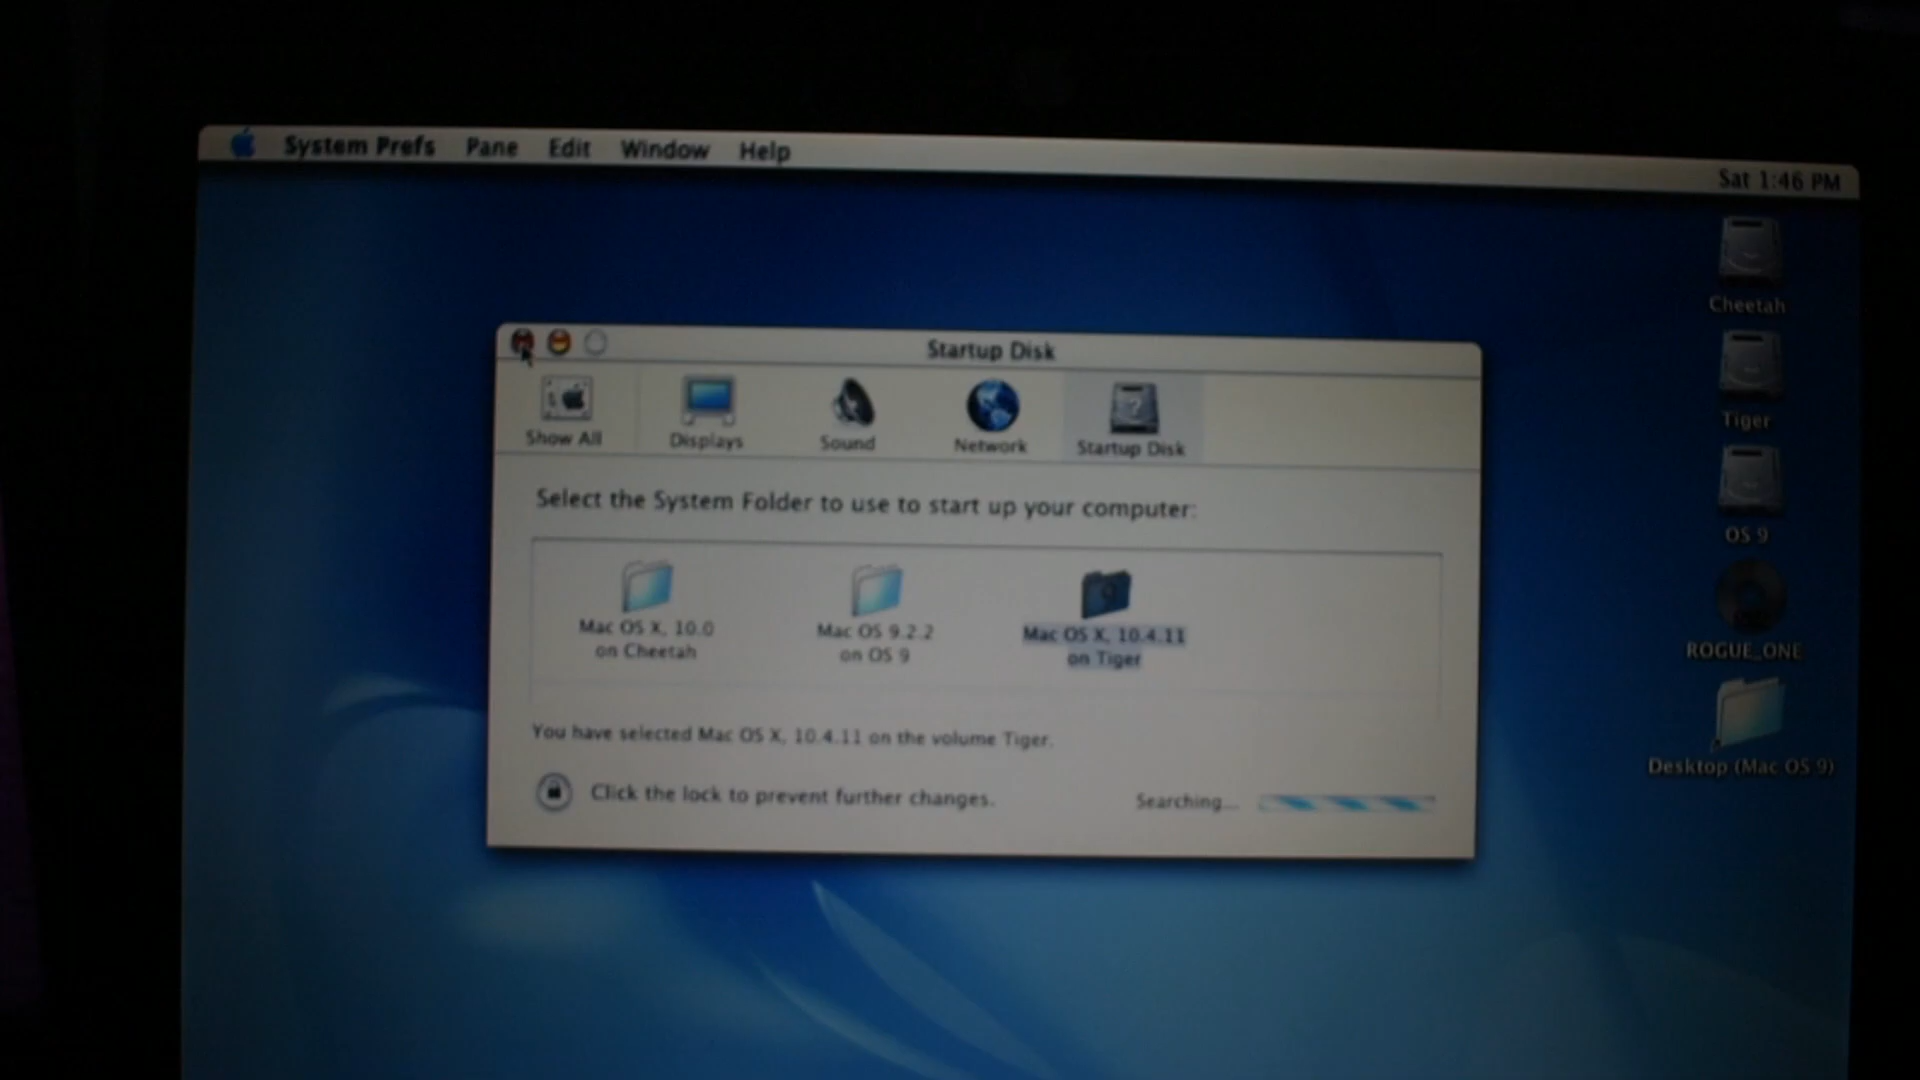 System Prefs Pane Edit Window Help
Sat 1:46 PM
Startup Disk
Show All
Displays
Sound
Network
Startup Disk
Select the System Folder to use to start up your computer:
Mac OS X, 10.0
on Cheetah
Mac OS 9.2.2
on OS 9
Mac OS X, 10.4.11
on Tiger
You have selected Mac OS X, 10.4.11 on the volume Tiger.
Click the lock to prevent further changes.
Searching...
Cheetah
Tiger
OS 9
ROGUE_ONE
Desktop (Mac OS 9)